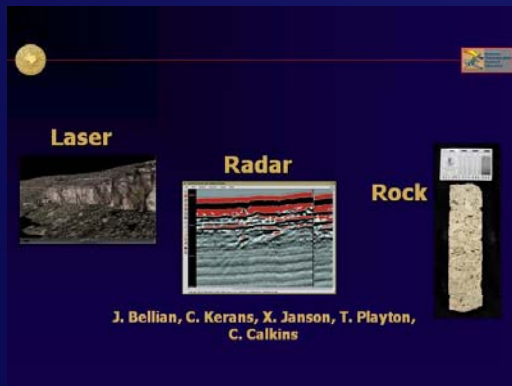 Laser
Radar
Rock
J. Bellian, C. Kerans, X. Janson, T. Playton,
C. Calkins